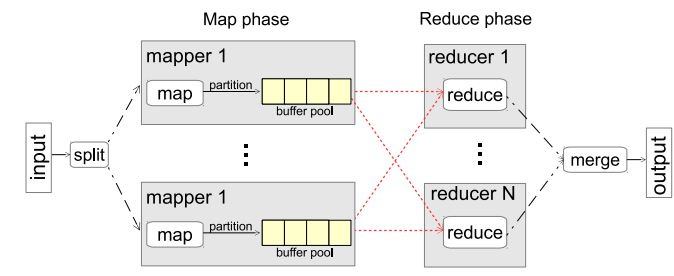 Map phase
Reduce phase
mapper 1
map
partition
buffer pool
reducer 1
reduce
input
split
merge
output
mapper 1
map
partition
buffer pool
reducer N
reduce